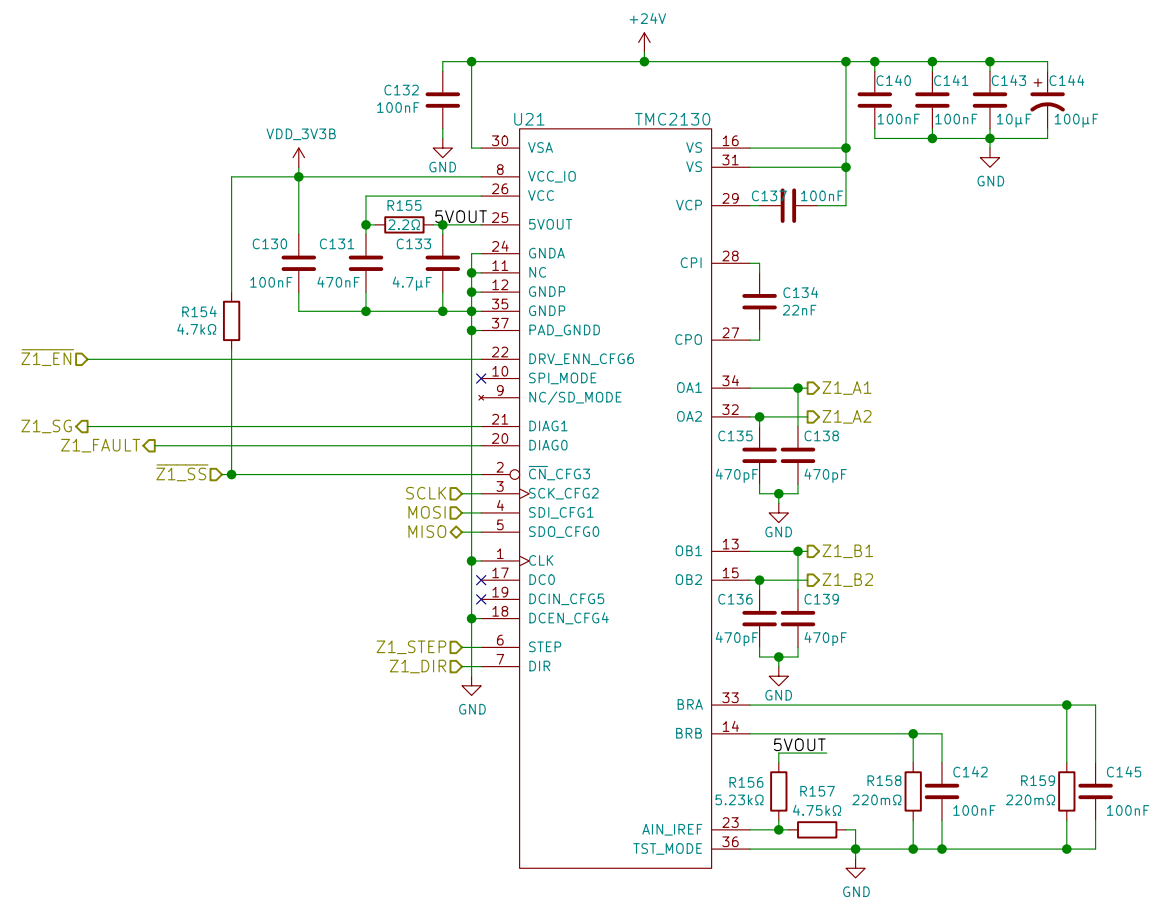 +24V
C132
100nF
GND
C140
100nF
C141
100nF
C143
10µF
+
C144
100µF
GND
U21
TMC2130
VDD_3V3B
30 VSA
8 VCC_IO
26 VCC
R155
2.2Ω
5VOUT
25 5VOUT
24 GNDA
11 NC
12 GNDP
35 GNDP
37 PAD_GNDD
C130
100nF
C131
470nF
C133
4.7µF
R154
4.7kΩ
Z1_EN
22 DRV_ENN_CFG6
10 SPI_MODE
9 NC/SD_MODE
Z1_SG
21 DIAG1
Z1_FAULT
20 DIAG0
Z1_SS
2 CN_CFG3
SCLK
3 SCK_CFG2
MOSI
4 SDI_CFG1
MISO
5 SDO_CFG0
1 CLK
17 DCO
19 DCIN_CFG5
18 DCEN_CFG4
Z1_STEP
6 STEP
Z1_DIR
7 DIR
GND
VS 16
VS 31
VCP 29
C137
100nF
CPI 28
C134
22nF
CPO 27
OA1 34
Z1_A1
OA2 32
Z1_A2
C135
470pF
C138
470pF
GND
OB1 13
Z1_B1
OB2 15
Z1_B2
C136
470pF
C139
470pF
GND
BRA 33
BRB 14
5VOUT
R156
5.23kΩ
R157
4.75kΩ
R158
220mΩ
C142
100nF
R159
220mΩ
C145
100nF
AIN_IREF 23
TST_MODE 36
GND